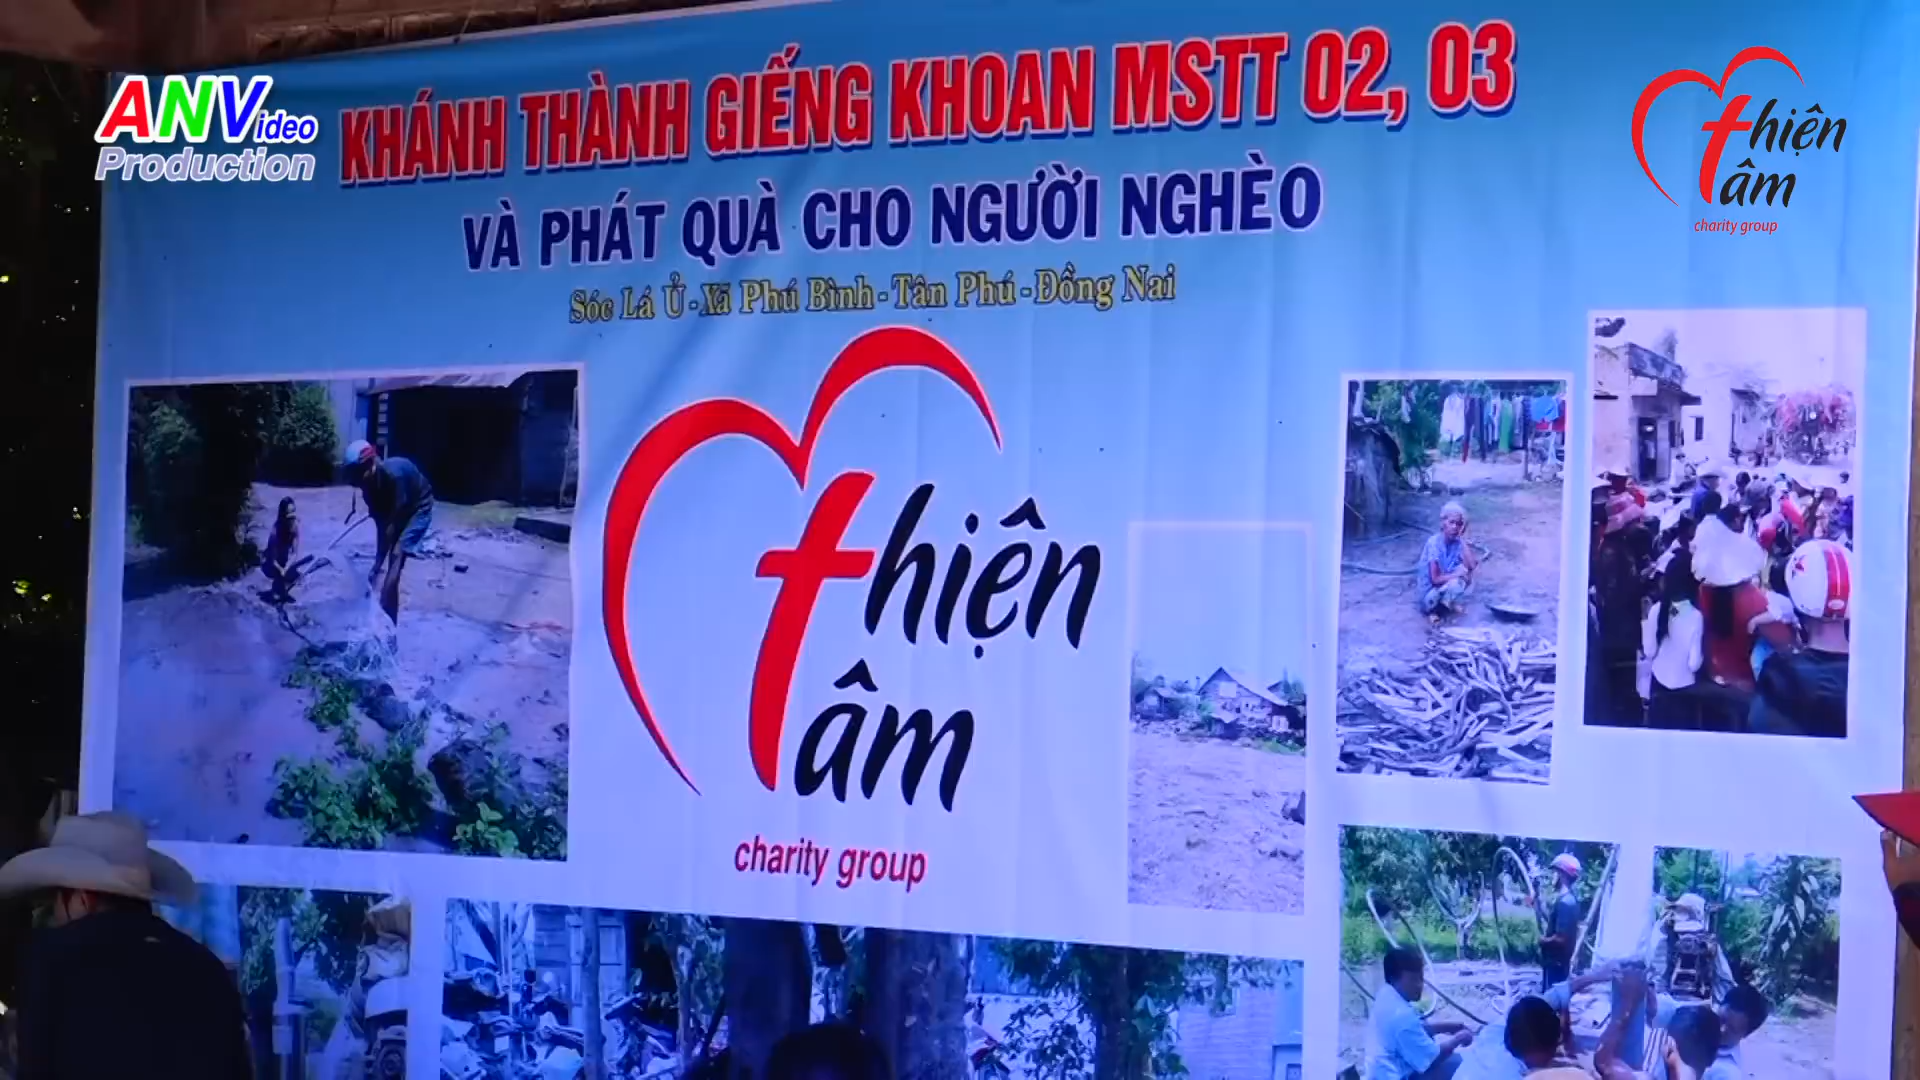 ANVideo
Production
KHÁNH THÀNH GIẾNG KHOAN MSTT 02, 03
VÀ PHÁT QUÀ CHO NGƯỜI NGHÈO
Sóc Lá Ủ - Xã Phú Bình - Tân Phú - Đồng Nai
thiện
tâm
charity group
thiện
tâm
charity group